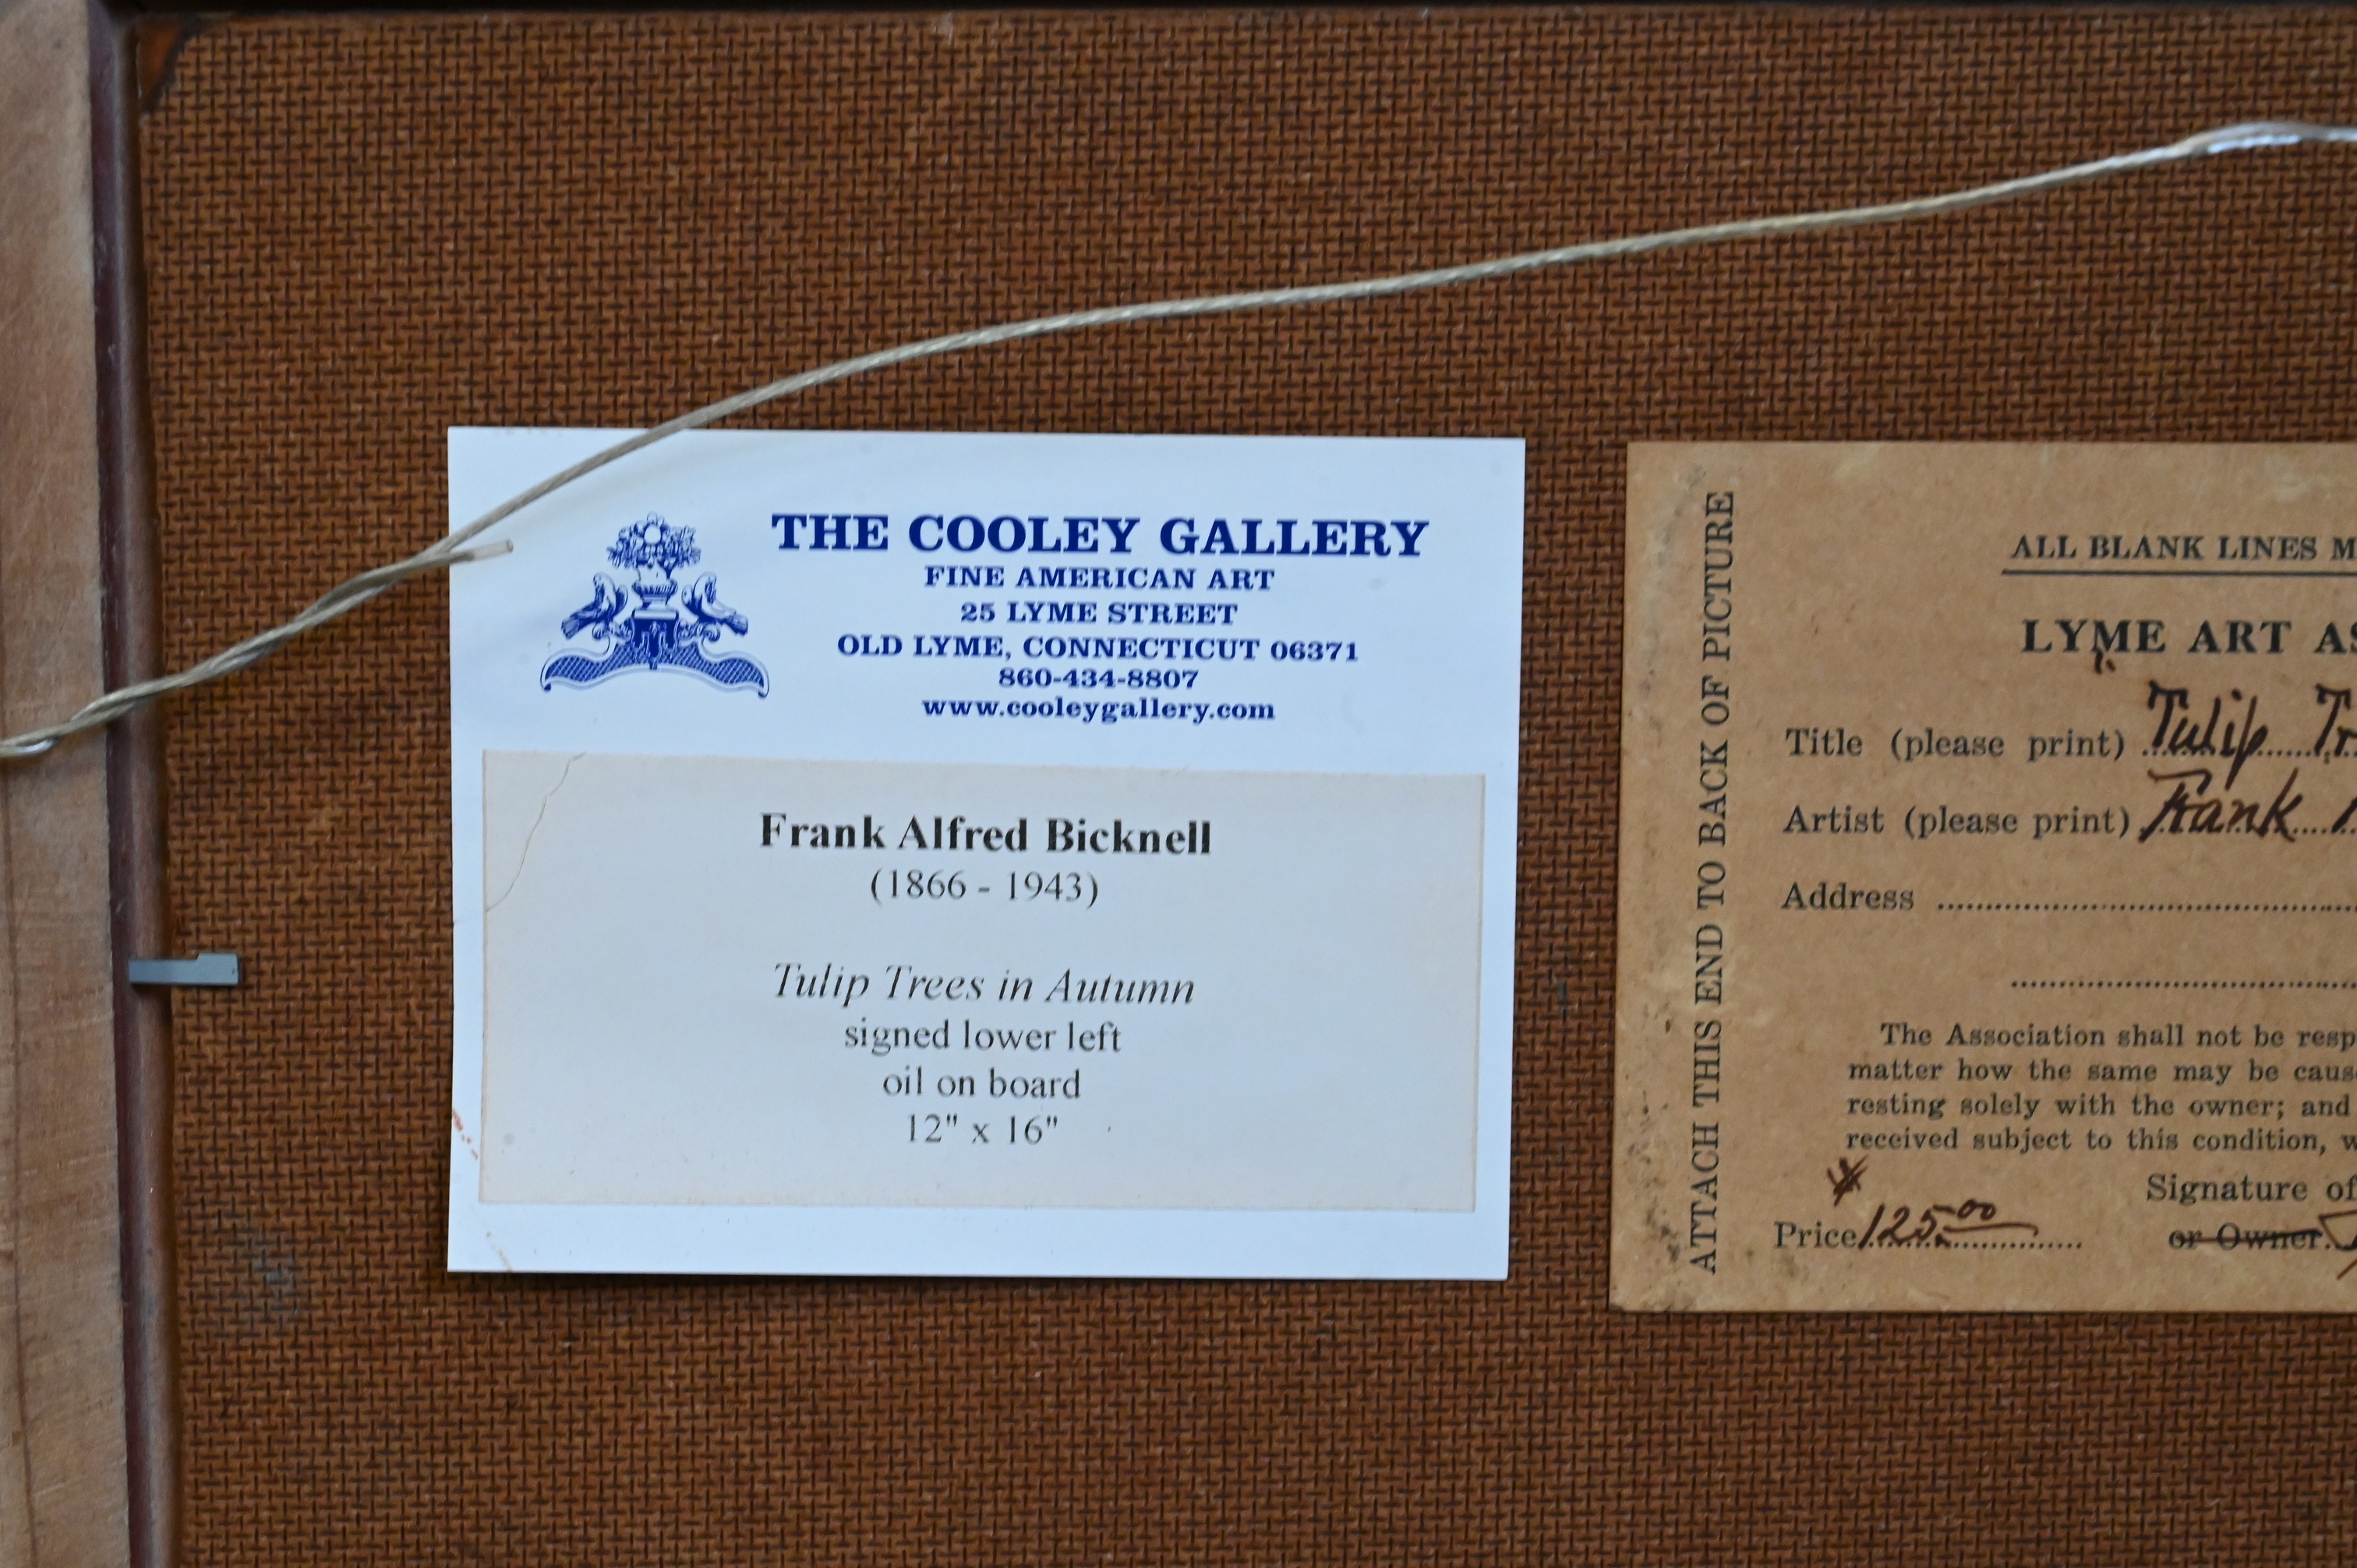 THE COOLEY GALLERY
FINE AMERICAN ART
25 LYME STREET
OLD LYME, CONNECTICUT 06371
860-434-8807
www.cooleygallery.com
Frank Alfred Bicknell
(1866 - 1943)
Tulip Trees in Autumn
signed lower left
oil on board
12" x 16"
ATTACH THIS END TO BACK OF PICTURE
ALL BLANK LINES
LYME ART
Title (please print) Tulip
Artist (please print) Frank
Address
The Association shall not be
matter how the same may be
resting solely with the owner; and
received subject to this condition,
Signature of
Price 125.00 or Owner